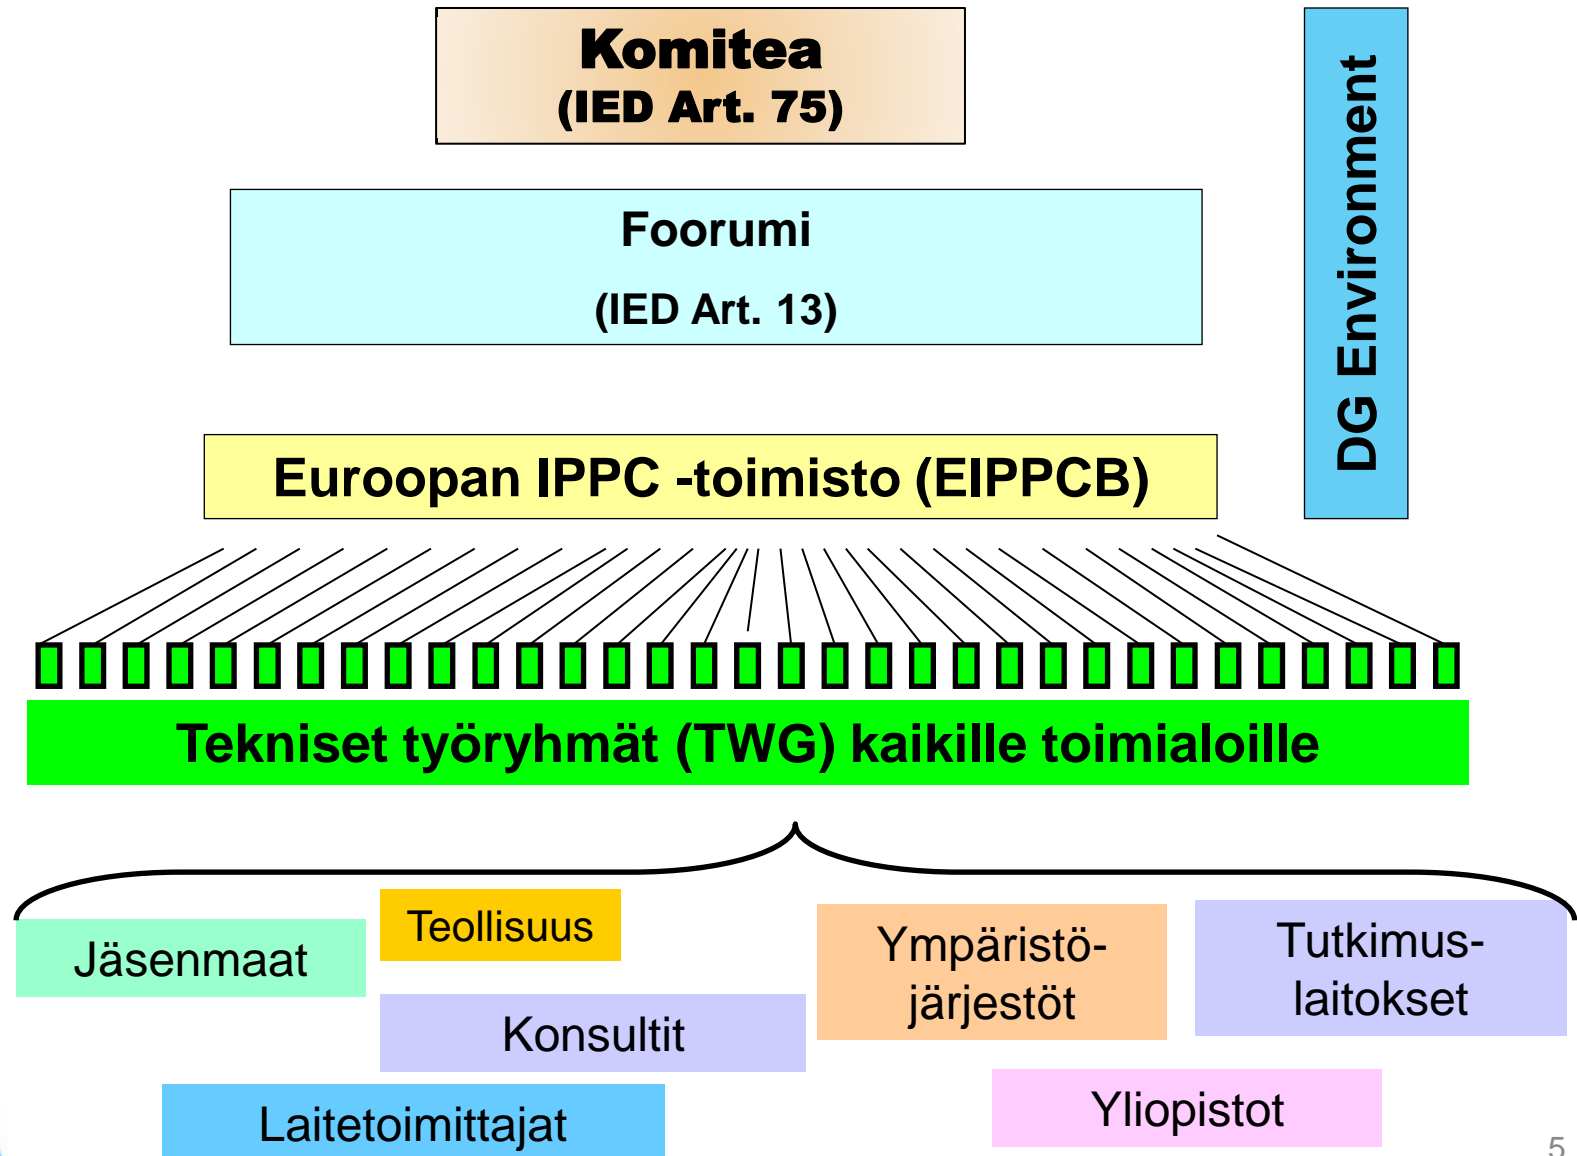 Komitea
(IED Art. 75)
DG Environment
Foorumi
(IED Art. 13)
Euroopan IPPC -toimisto (EIPPCB)
Tekniset työryhmät (TWG) kaikille toimialoille
Jäsenmaat
Teollisuus
Konsultit
Laitetoimittajat
Ympäristö-
järjestöt
Tutkimus-
laitokset
Yliopistot
5